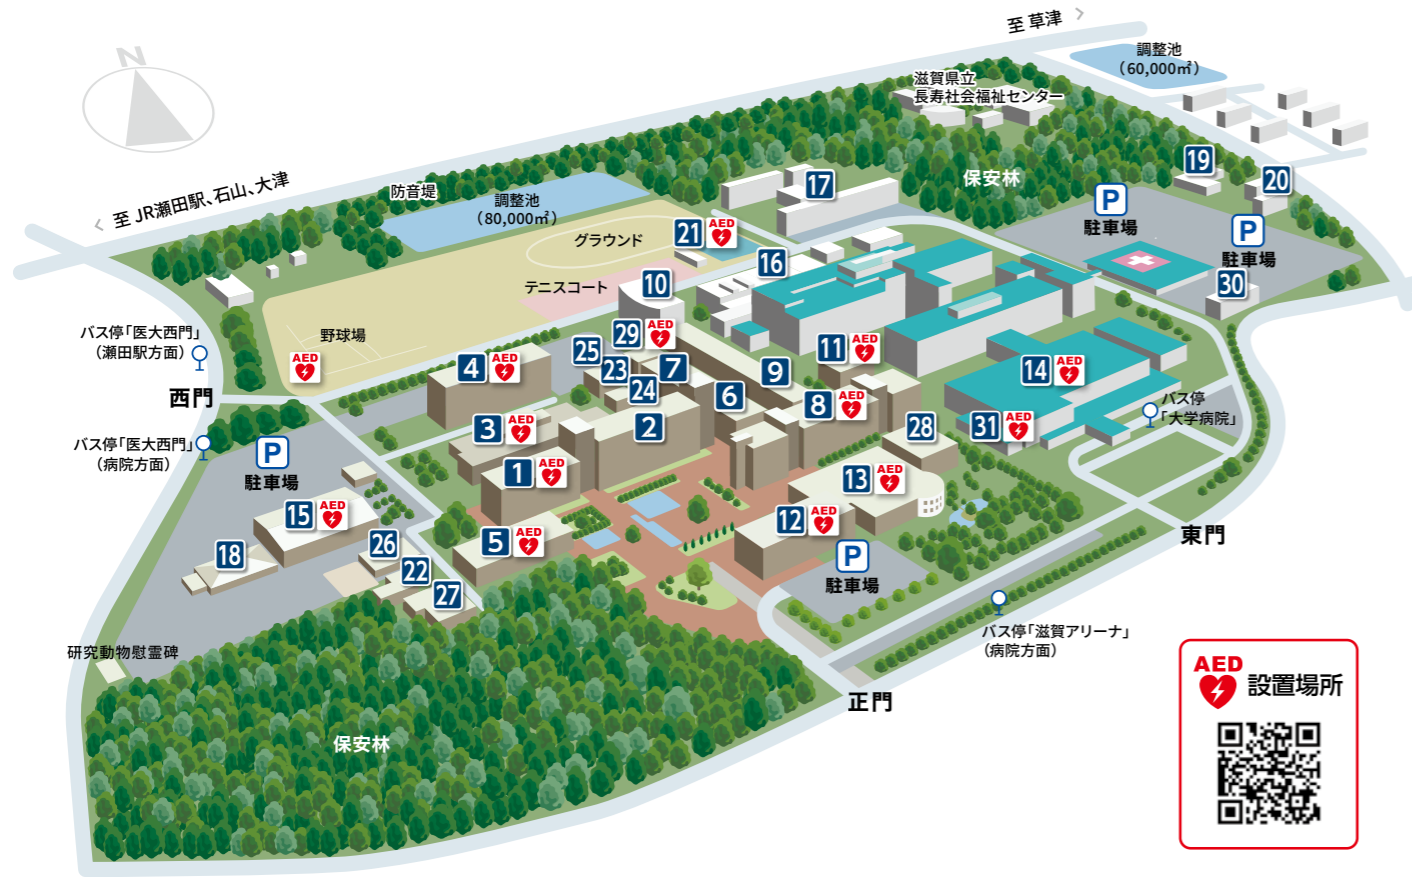 至 草津
調整池
（60,000㎡）
滋賀県立
長寿社会福祉センター
N
19
20
保安林
17
P
駐車場
P
駐車場
至 JR瀬田駅、石山、大津
防音堤
調整池
（80,000㎡）
グラウンド
21
AED
16
テニスコート
10
30
野球場
バス停「医大西門」
（瀬田駅方面）
29
AED
25
23
7
24
9
11
AED
14
AED
AED
4
AED
西門
6
8
AED
バス停
「大学病院」
3
AED
2
28
31
AED
バス停「医大西門」
（病院方面）
P
駐車場
1
AED
13
AED
15
AED
12
AED
東門
18
26
5
AED
P
駐車場
22
27
バス停「滋賀アリーナ」
（病院方面）
研究動物慰霊碑
正門
保安林
AED
設置場所